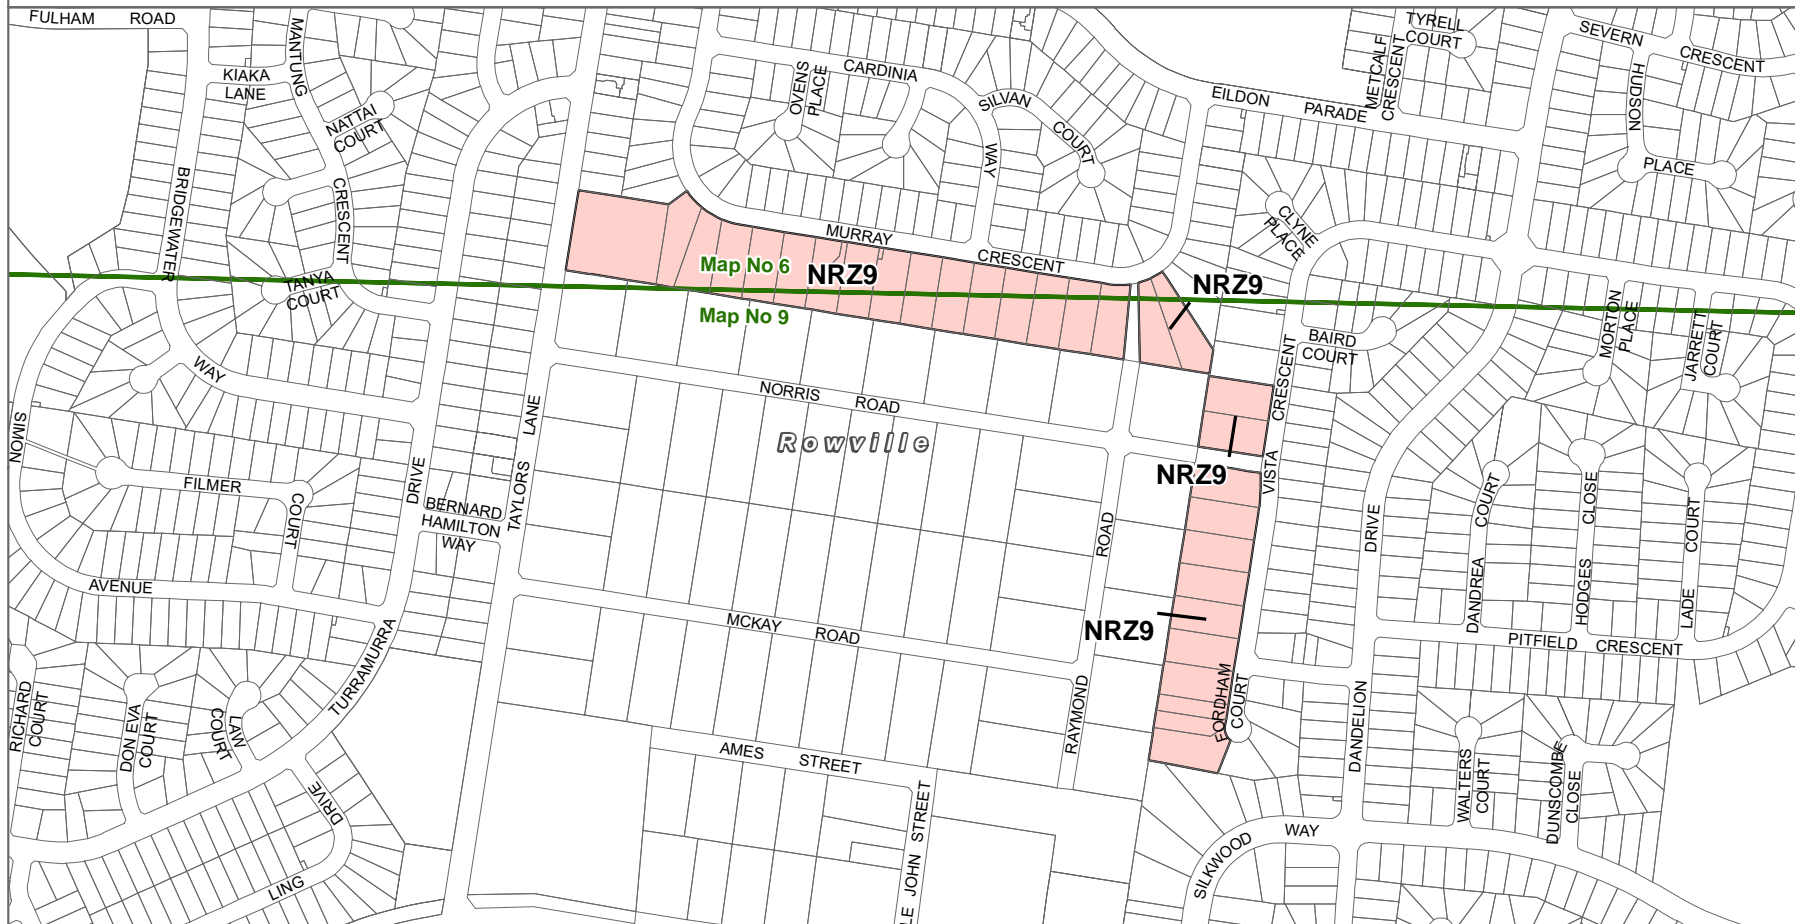 FULHAM ROAD
MANTUNG
CRESCENT
KIAKA
LANE
NATTAI
COURT
BRIDGEWATER
WAY
TANYA
COURT
CARDINIA
WAY
OVENS
PLACE
SILVAN
COURT
TYRELL
COURT
METCALF
CRESCENT
SEVERN
CRESCENT
HUDSON
PLACE
EILDON PARADE
CLYNE
PLACE
MURRAY
CRESCENT
Map No 6
NRZ9
NRZ9
Map No 9
BAIRD
COURT
MORTON
PLACE
JARRETT
COURT
VISTA CRESCENT
NORRIS ROAD
Rowville
NRZ9
SIMON
AVENUE
FILMER
COURT
DRIVE
TURRAMURRA
TAYLORS LANE
BERNARD
HAMILTON
WAY
RAYMOND ROAD
DANDELION DRIVE
DANDREA COURT
HODGES CLOSE
LADE COURT
NRZ9
MCKAY ROAD
PITFIELD CRESCENT
FORDHAM
COURT
RICHARD
COURT
DON EVA
COURT
LAW
COURT
DRIVE
LING
AMES STREET
LE JOHN STREET
WALTERS
COURT
DUNSCOMBE
CLOSE
SILKWOOD WAY